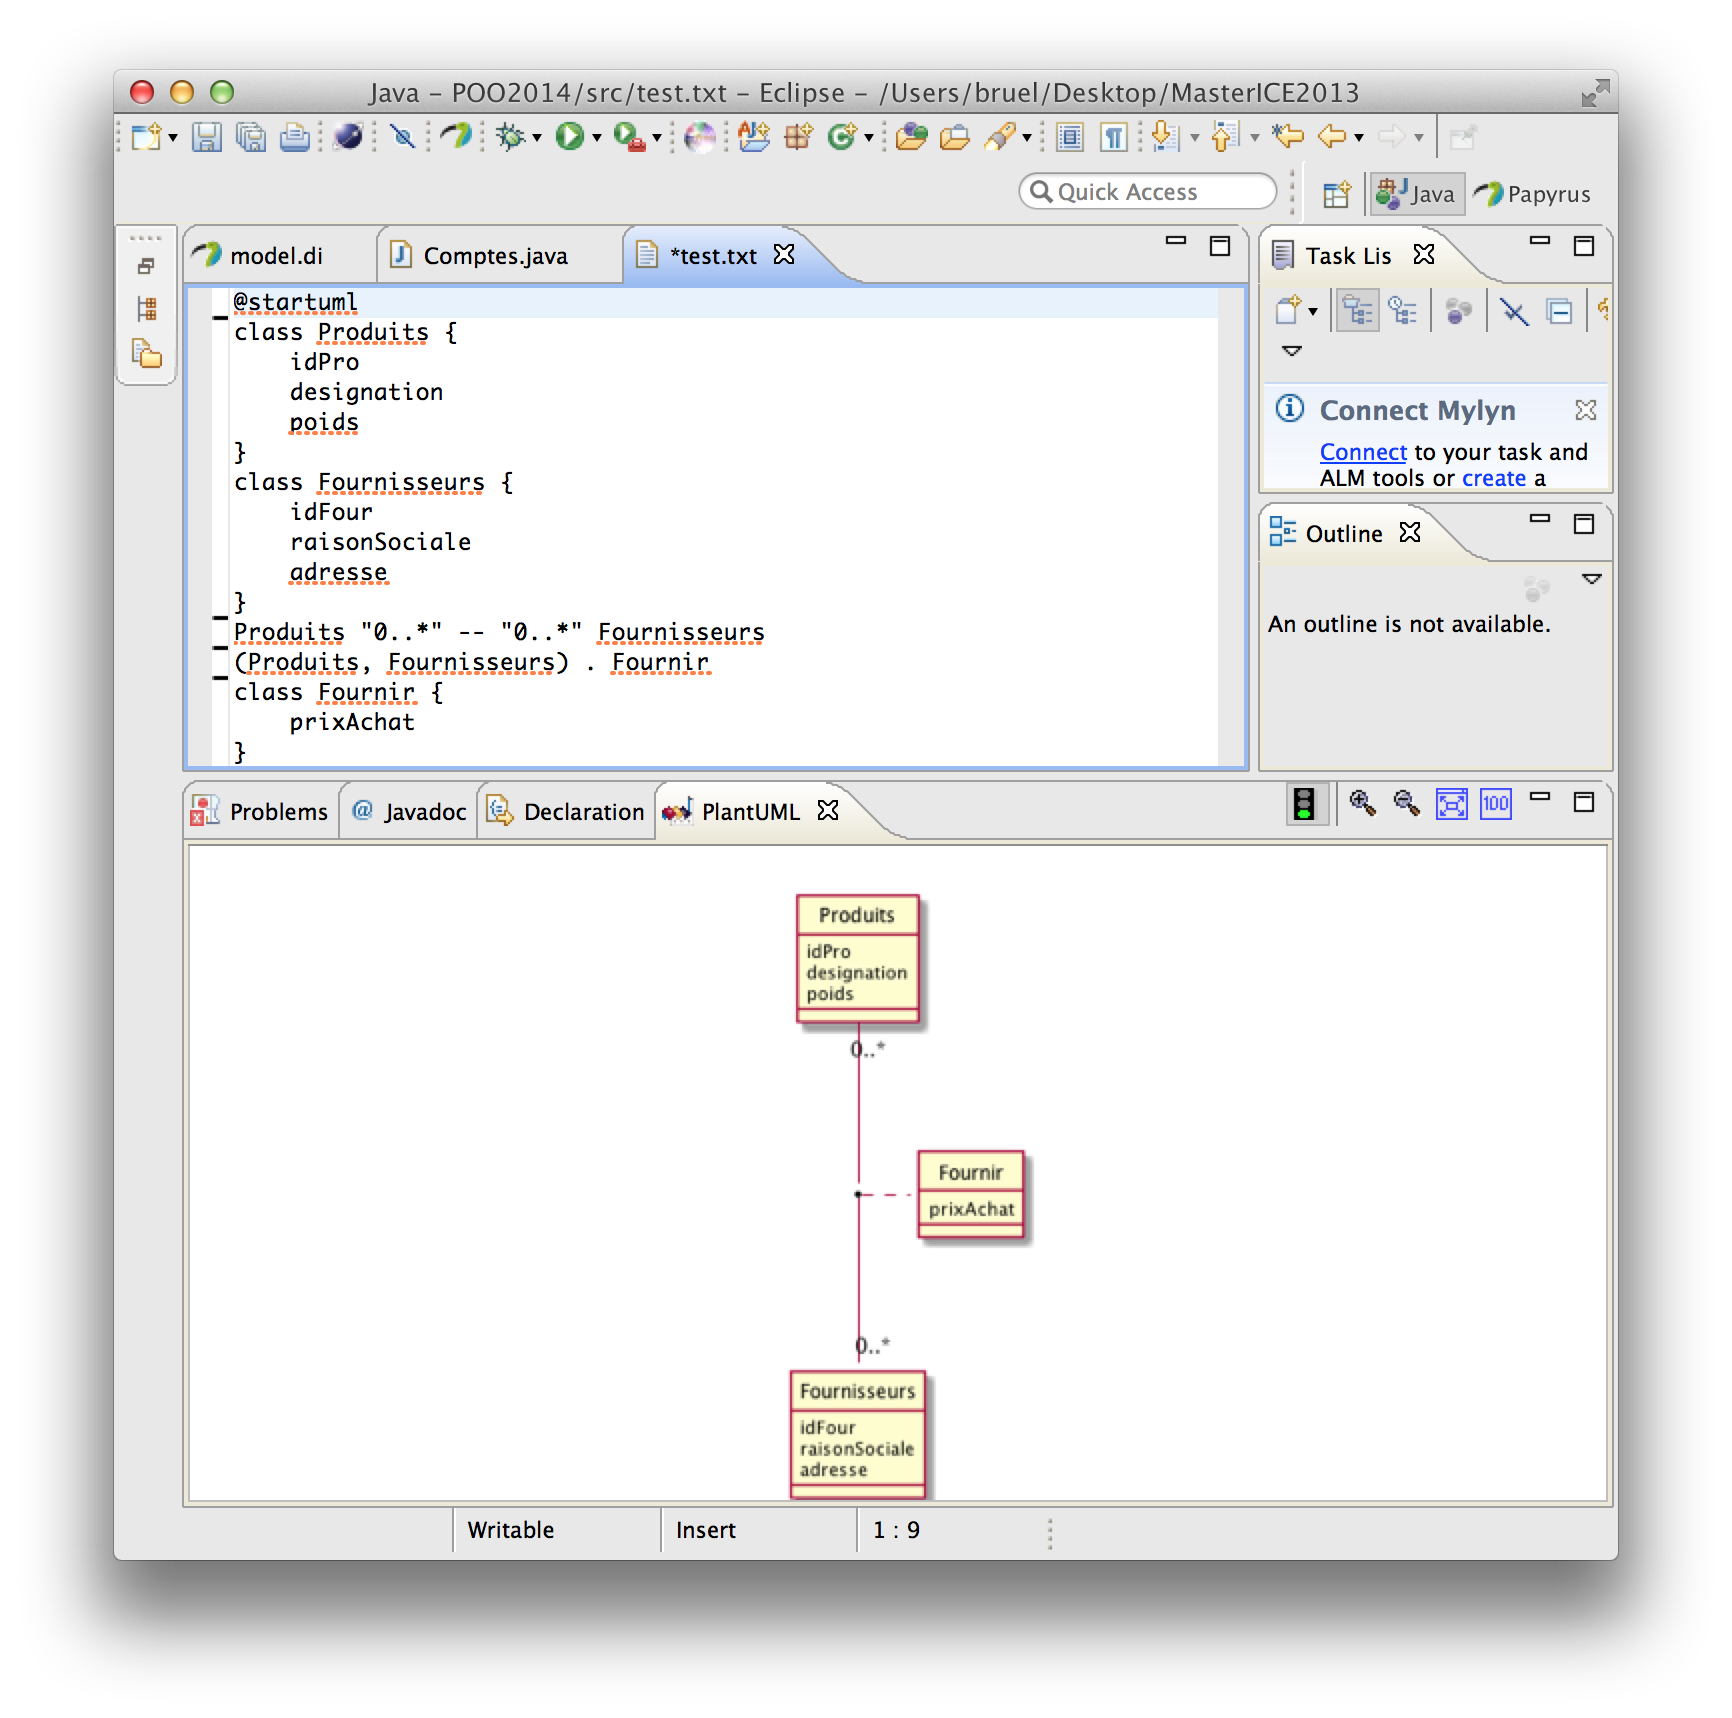 Java – POO2014/src/test.txt – Eclipse – /Users/bruel/Desktop/MasterICE2013
Quick Access
Java
Papyrus
model.di
Comptes.java
*test.txt
@startuml
class Produits {
    idPro
    designation
    poids
}
class Fournisseurs {
    idFour
    raisonSociale
    adresse
}
Produits "0..*" -- "0..*" Fournisseurs
(Produits, Fournisseurs) . Fournir
class Fournir {
    prixAchat
}
Task Lis
Connect Mylyn
Connect to your task and
ALM tools or create a
Outline
An outline is not available.
Problems
@ Javadoc
Declaration
PlantUML
100
Produits
idPro
designation
poids
0..*
Fournir
prixAchat
0..*
Fournisseurs
idFour
raisonSociale
adresse
Writable
Insert
1 : 9